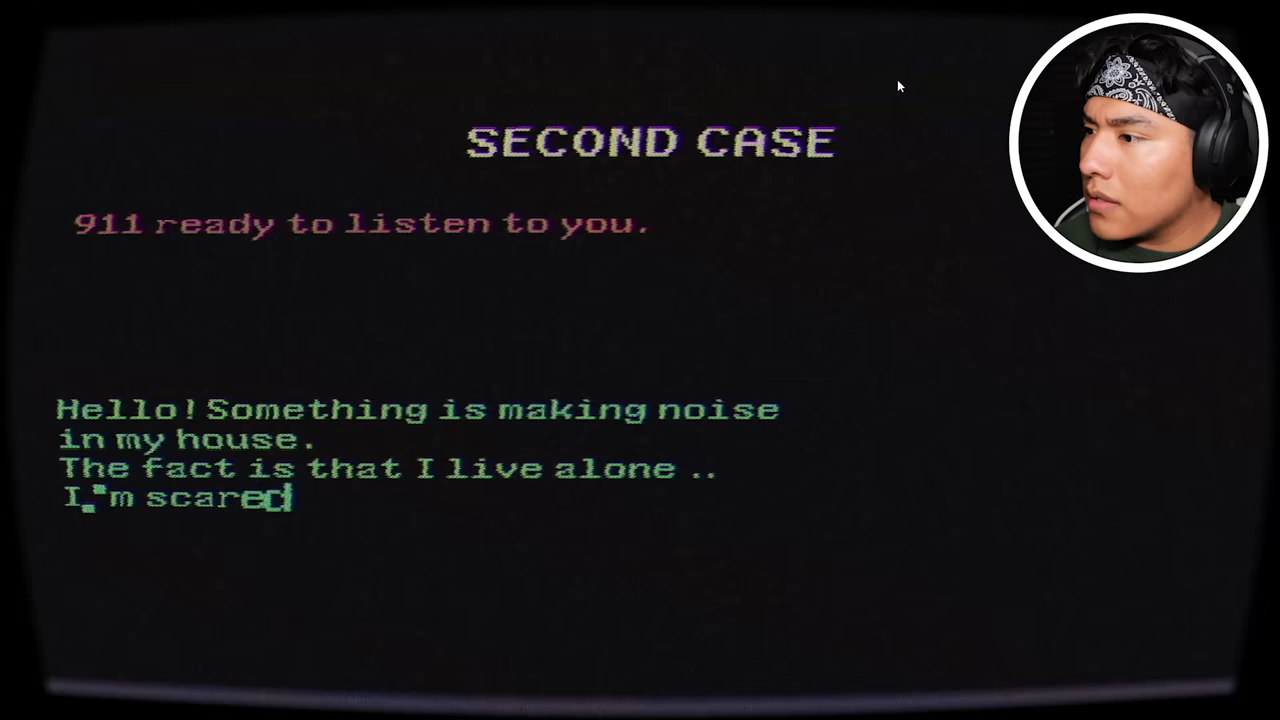 SECOND CASE
911 ready to listen to you.
Hello! Something is making noise
in my house.
The fact is that I live alone ..
I'm scared